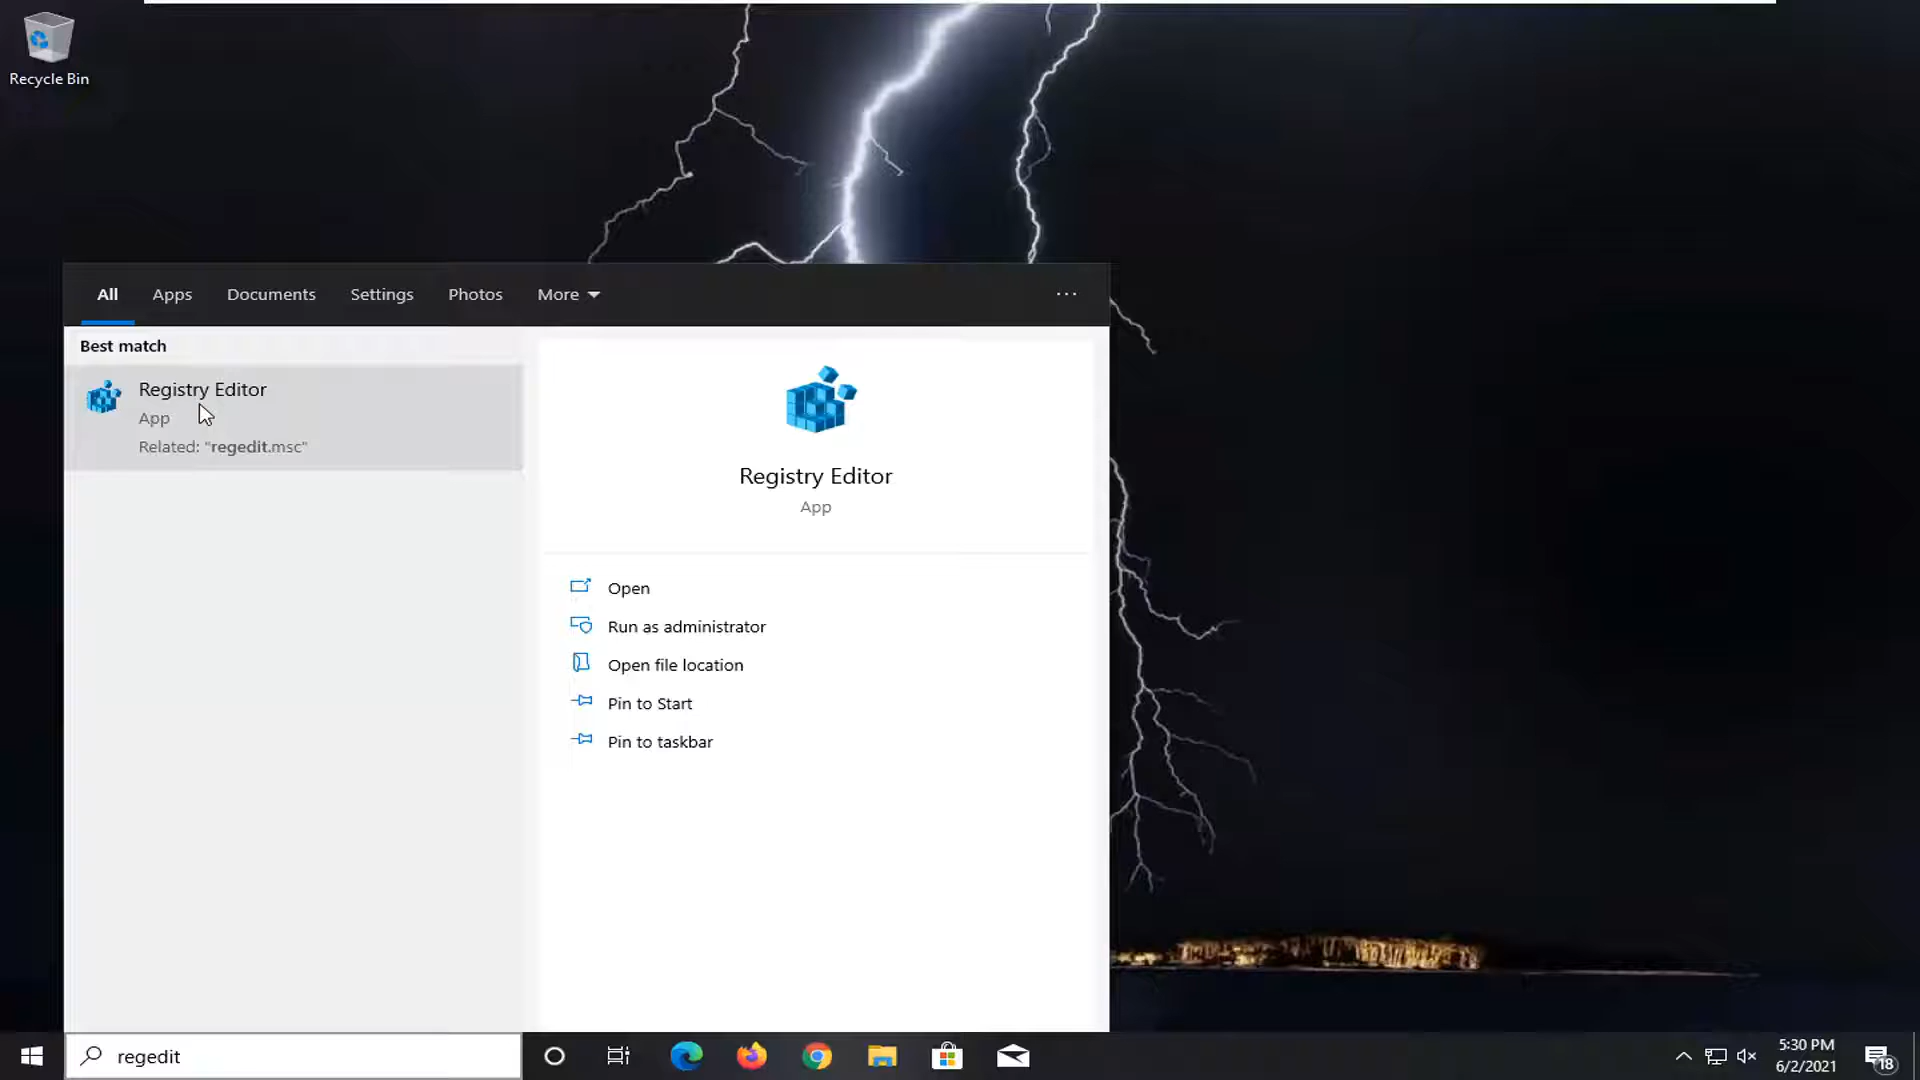 Recycle Bin
All Apps Documents Settings Photos More ...
Best match
Registry Editor
App
Related: "regedit.msc"
Registry Editor
App
Open
Run as administrator
Open file location
Pin to Start
Pin to taskbar
regedit
5:30 PM
6/2/2021
18